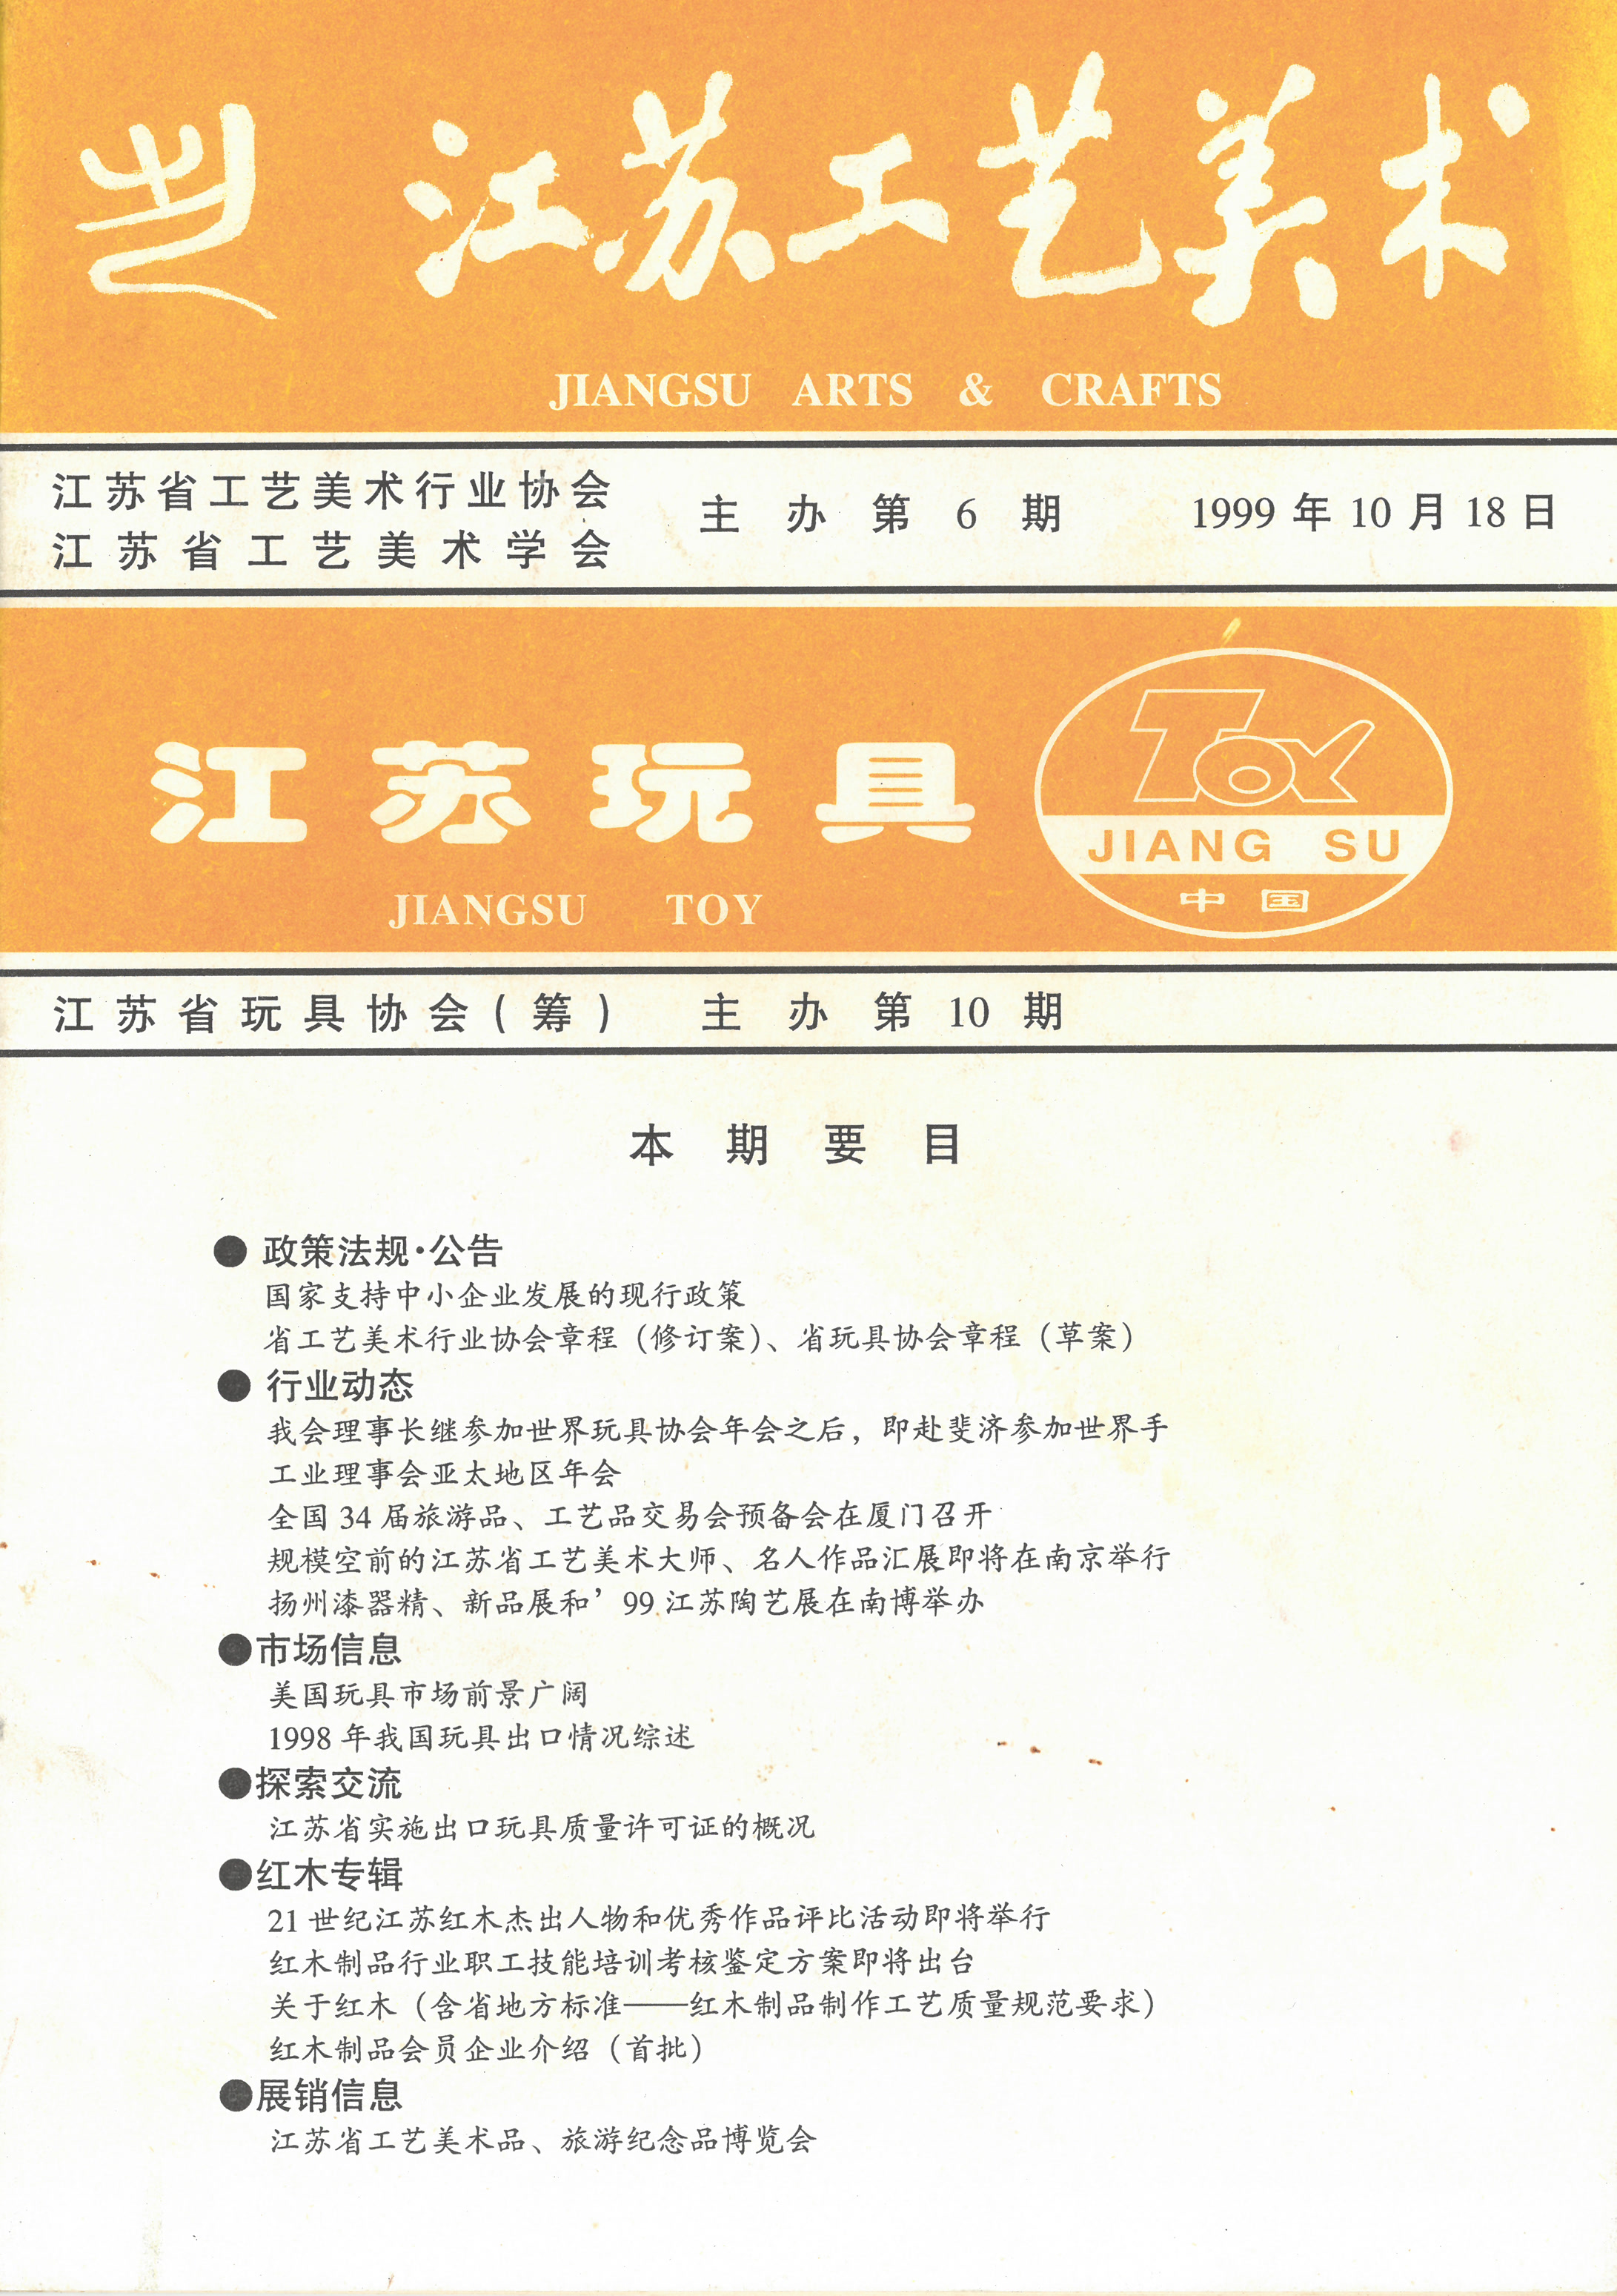 江苏工艺美术
JIANGSU ARTS & CRAFTS
江苏省工艺美术行业协会
江苏省工艺美术学会
主办第6期 1999年10月18日
江苏玩具
JIANGSU TOY
TOY
JIANG SU
中国
江苏省玩具协会(筹) 主办第10期
本期要目
● 政策法规·公告
国家支持中小企业发展的现行政策
省工艺美术行业协会章程（修订案）、省玩具协会章程（草案）
● 行业动态
我会理事长继参加世界玩具协会年会之后，即赴斐济参加世界手
工业理事会亚太地区年会
全国34届旅游品、工艺品交易会预备会在厦门召开
规模空前的江苏省工艺美术大师、名人作品汇展即将在南京举行
扬州漆器精、新品展和’99江苏陶艺展在南博举办
●市场信息
美国玩具市场前景广阔
1998年我国玩具出口情况综述
●探索交流
江苏省实施出口玩具质量许可证的概况
●红木专辑
21世纪江苏红木杰出人物和优秀作品评比活动即将举行
红木制品行业职工技能培训考核鉴定方案即将出台
关于红木（含省地方标准——红木制品制作工艺质量规范要求）
红木制品会员企业介绍（首批）
●展销信息
江苏省工艺美术品、旅游纪念品博览会